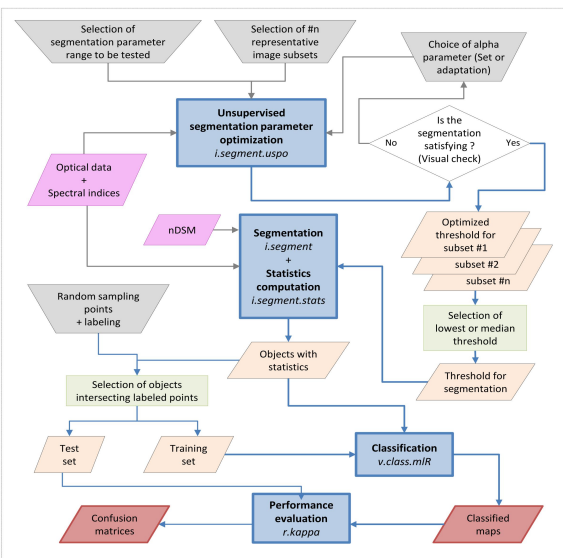 Selection of
segmentation parameter
range to be tested
Selection of #n
representative
image subsets
Choice of alpha
parameter (Set or
adaptation)
Unsupervised
segmentation parameter
optimization
i.segment.uspo
Is the
segmentation
satisfying ?
(Visual check)
No
Yes
Optical data
+
Spectral indices
nDSM
Segmentation
i.segment
+
Statistics
computation
i.segment.stats
Optimized
threshold for
subset #1
subset #2
subset #n
Random sampling
points
+ labeling
Selection of
lowest or median
threshold
Objects with
statistics
Threshold for
segmentation
Selection of objects
intersecting labeled points
Test
set
Training
set
Classification
v.class.mlR
Confusion
matrices
Performance
evaluation
r.kappa
Classified
maps